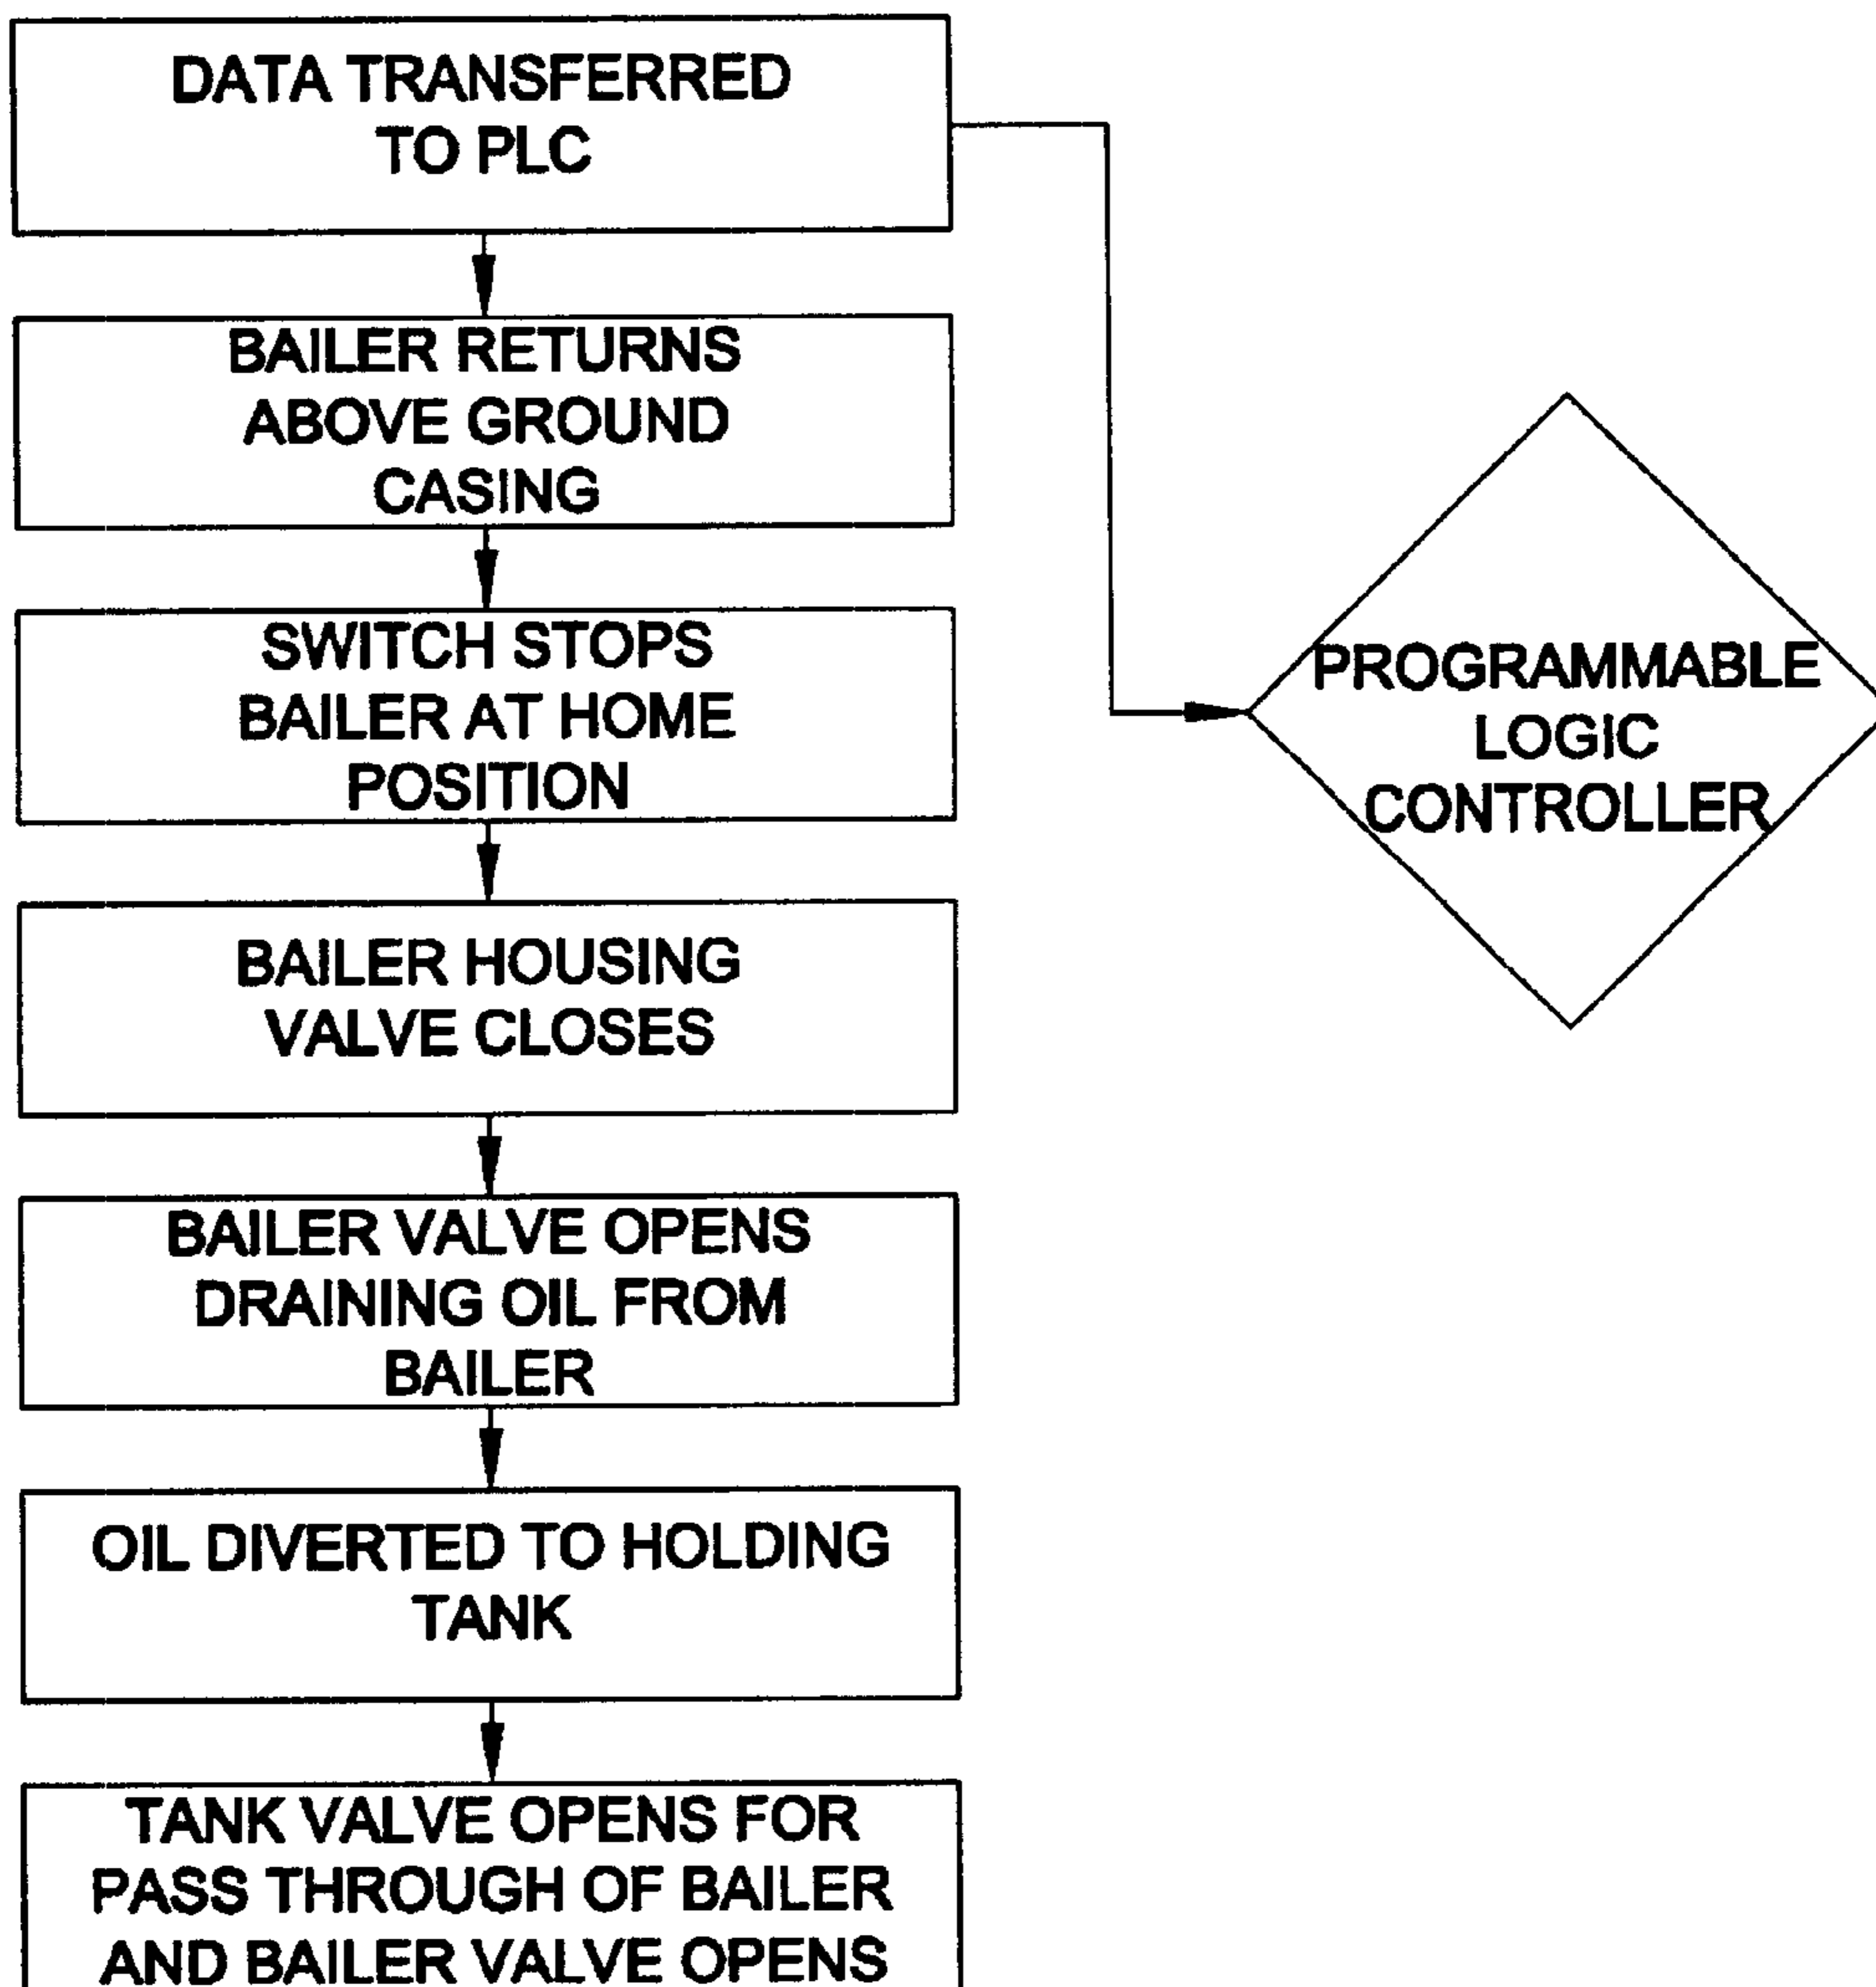 DATA TRANSFERRED
TO PLC
BAILER RETURNS
ABOVE GROUND
CASING
SWITCH STOPS
BAILER AT HOME
POSITION
PROGRAMMABLE
LOGIC
CONTROLLER
BAILER HOUSING
VALVE CLOSES
BAILER VALVE OPENS
DRAINING OIL FROM
BAILER
OIL DIVERTED TO HOLDING
TANK
TANK VALVE OPENS FOR
PASS THROUGH OF BAILER
AND BAILER VALVE OPENS